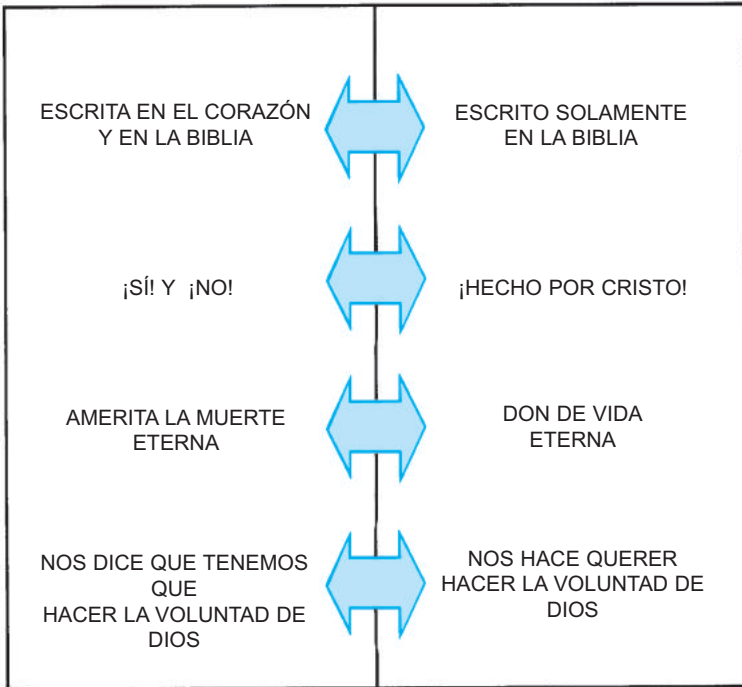 ESCRITA EN EL CORAZÓN
Y EN LA BIBLIA
ESCRITO SOLAMENTE
EN LA BIBLIA
¡SÍ! Y ¡NO!
¡HECHO POR CRISTO!
AMERITA LA MUERTE
ETERNA
DON DE VIDA
ETERNA
NOS DICE QUE TENEMOS
QUE
HACER LA VOLUNTAD DE
DIOS
NOS HACE QUERER
HACER LA VOLUNTAD DE
DIOS